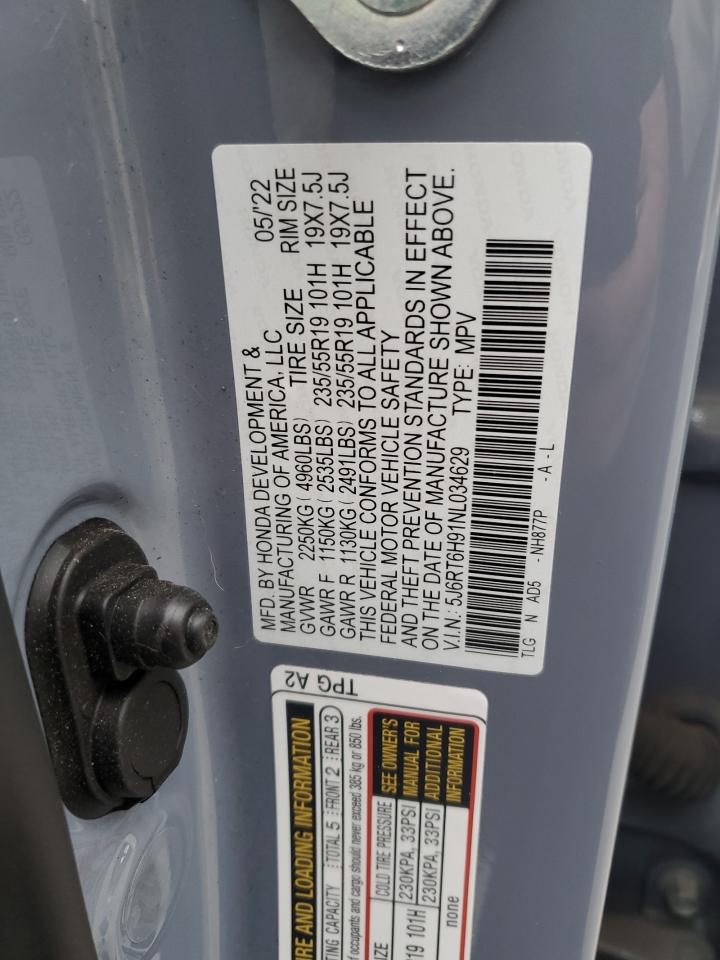 MFD. BY HONDA DEVELOPMENT &
MANUFACTURING OF AMERICA, LLC 05/'22
GVWR 2250KG ( 4960LBS) TIRE SIZE RIM SIZE
GAWR F 1150KG ( 2535LBS) 235/55R19 101H 19X7.5J
GAWR R 1130KG ( 2491LBS) 235/55R19 101H 19X7.5J
THIS VEHICLE CONFORMS TO ALL APPLICABLE
FEDERAL MOTOR VEHICLE SAFETY
AND THEFT PREVENTION STANDARDS IN EFFECT
ON THE DATE OF MANUFACTURE SHOWN ABOVE.
V.I.N.: 5J6RT6H91NL034629 TYPE: MPV
TLG N AD5 - NH877P - A - L
TPG A2
IRE AND LOADING INFORMATION
TING CAPACITY TOTAL 5 FRONT 2 REAR 3
f occupants and cargo should never exceed 385 kg or 850 lbs.
IZE COLD TIRE PRESSURE
230KPA, 33PSI
R19 101H 230KPA, 33PSI
none
SEE OWNER'S
MANUAL FOR
ADDITIONAL
INFORMATION